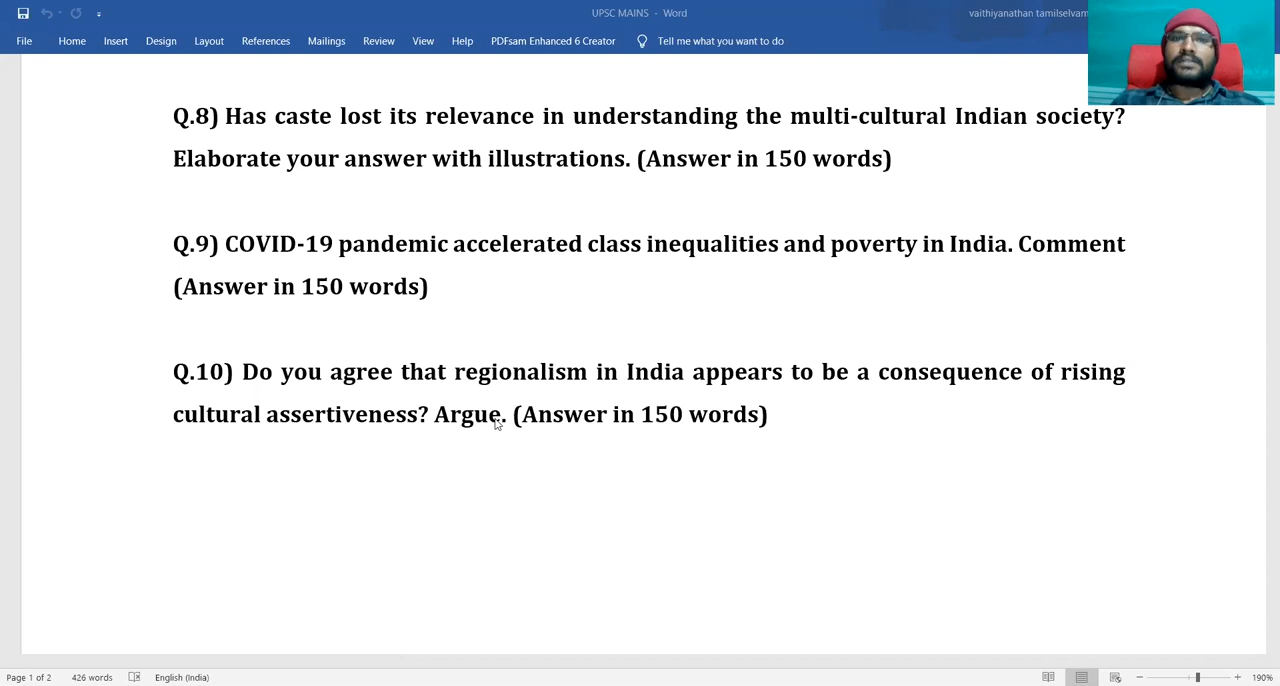 UPSC MAINS - Word
vaithiyanathan tamilselvam
File Home Insert Design Layout References Mailings Review View Help PDFsam Enhanced 6 Creator Tell me what you want to do
Q.8) Has caste lost its relevance in understanding the multi-cultural Indian society?
Elaborate your answer with illustrations. (Answer in 150 words)
Q.9) COVID-19 pandemic accelerated class inequalities and poverty in India. Comment
(Answer in 150 words)
Q.10) Do you agree that regionalism in India appears to be a consequence of rising
cultural assertiveness? Argue. (Answer in 150 words)
Page 1 of 2 426 words English (India) 190%